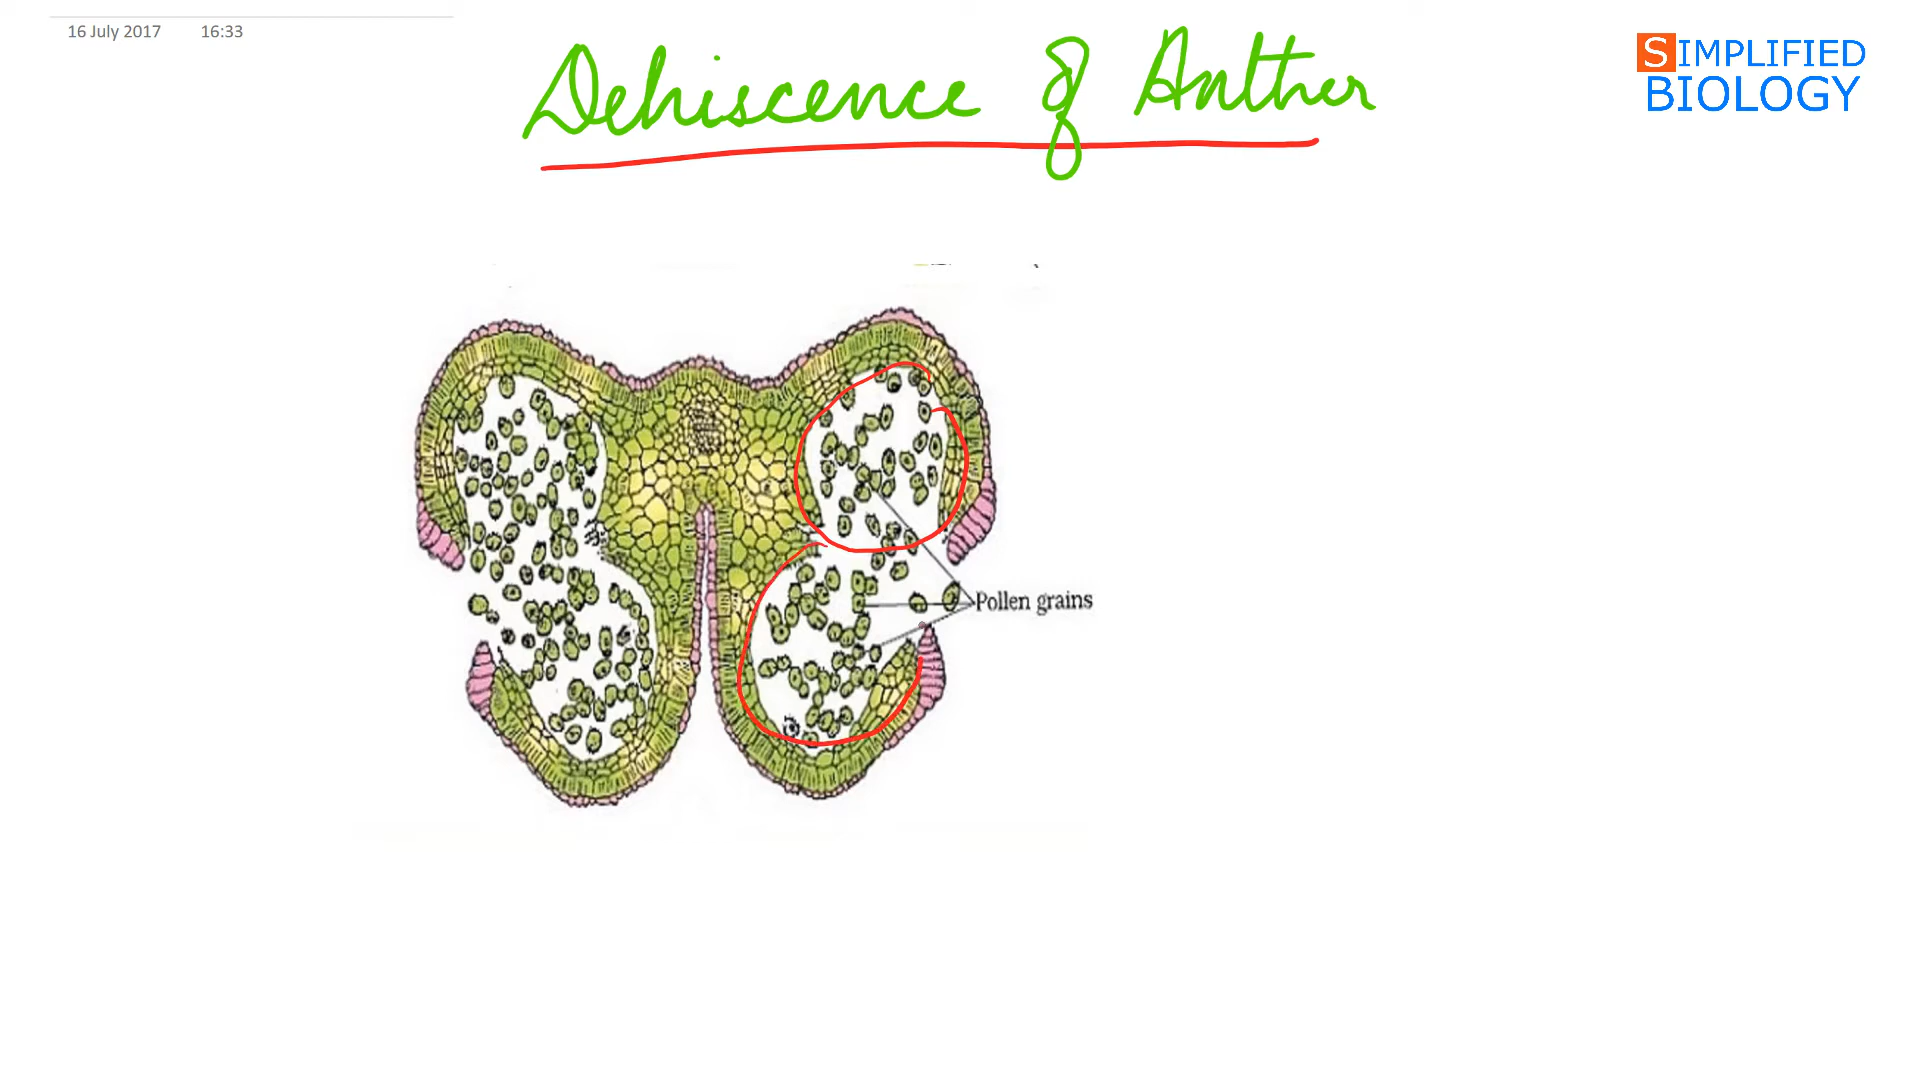 16 July 2017 16:33
Dehiscence of Anther
SIMPLIFIED
BIOLOGY
Pollen grains